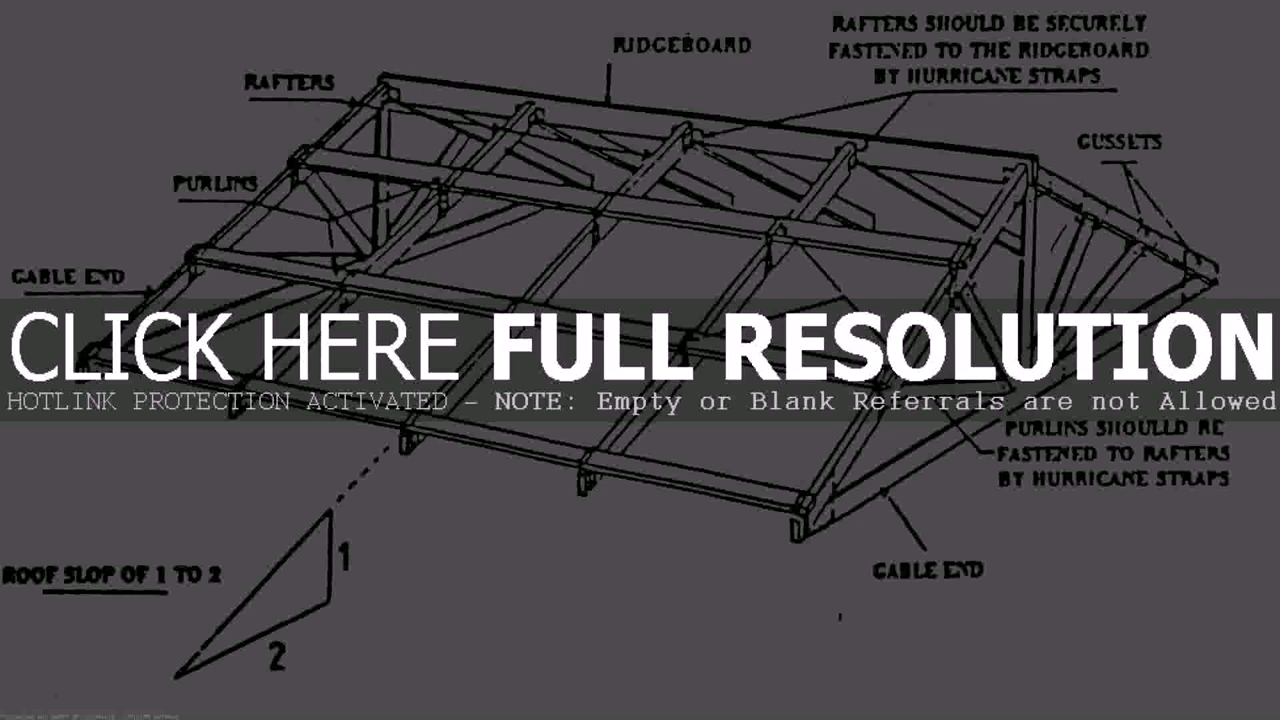 RIDGEBOARD
RAFTERS SHOULD BE SECURELY
FASTENED TO THE RIDGEBOARD
BY HURRICANE STRAPS
RAFTERS
GUSSETS
PURLINS
GABLE END
CLICK HERE FULL RESOLUTION
HOTLINK PROTECTION ACTIVATED - NOTE: Empty or Blank Referrals are not Allowed
PURLINS SHOULLD BE
FASTENED TO RAFTERS
BY HURRICANE STRAPS
GABLE END
ROOF SLOP OF 1 TO 2
1
2